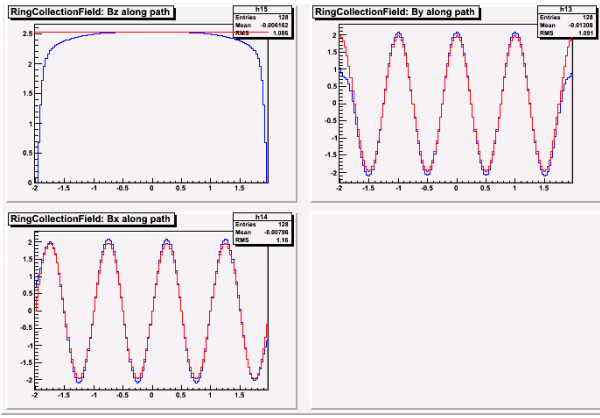 RingCollectionField: Bz along path
h15
Entries 128
Mean -0.006162
RMS 1.086
2.5
2
1.5
1
0.5
0
-2 -1.5 -1 -0.5 0 0.5 1 1.5
RingCollectionField: By along path
h13
Entries 128
Mean -0.01306
RMS 1.091
2
1.5
1
0.5
0
-0.5
-1
-1.5
-2
-2 -1.5 -1 -0.5 0 0.5 1 1.5
RingCollectionField: Bx along path
h14
Entries 128
Mean -0.00798
RMS 1.16
2
1.5
1
0.5
0
-0.5
-1
-1.5
-2
-2 -1.5 -1 -0.5 0 0.5 1 1.5